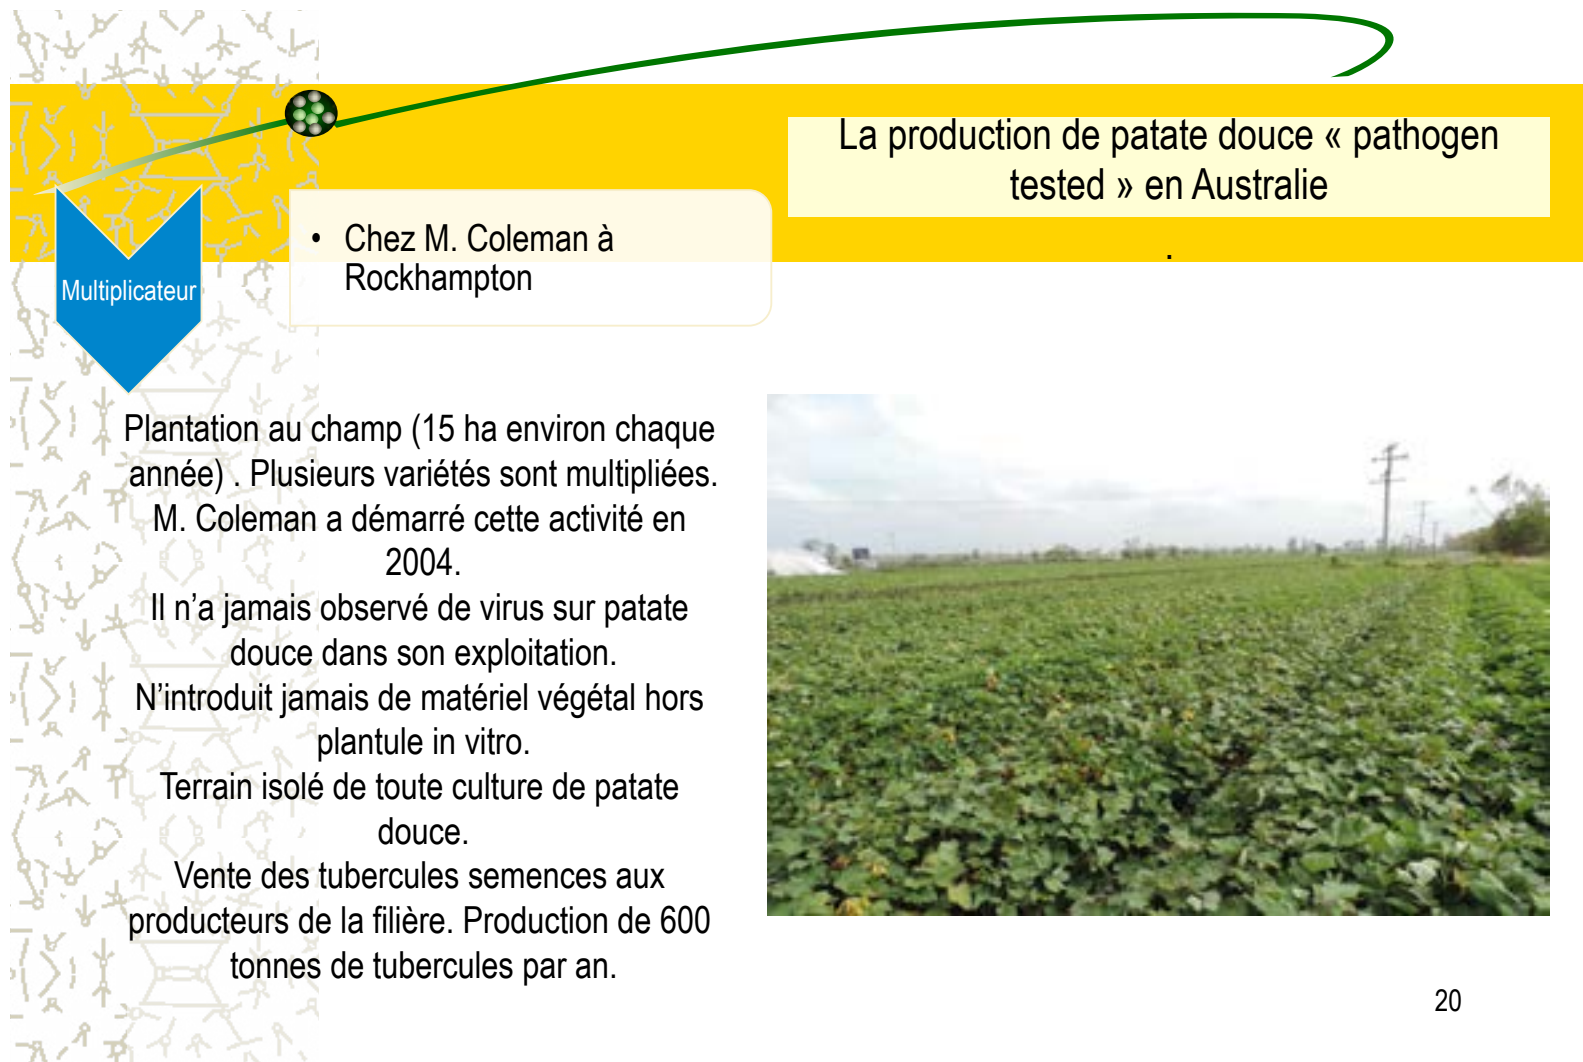 La production de patate douce « pathogen
tested » en Australie
.
Multiplicateur
• Chez M. Coleman à
Rockhampton
Plantation au champ (15 ha environ chaque
année) . Plusieurs variétés sont multipliées.
M. Coleman a démarré cette activité en
2004.
Il n’a jamais observé de virus sur patate
douce dans son exploitation.
N’introduit jamais de matériel végétal hors
plantule in vitro.
Terrain isolé de toute culture de patate
douce.
Vente des tubercules semences aux
producteurs de la filière. Production de 600
tonnes de tubercules par an.
20